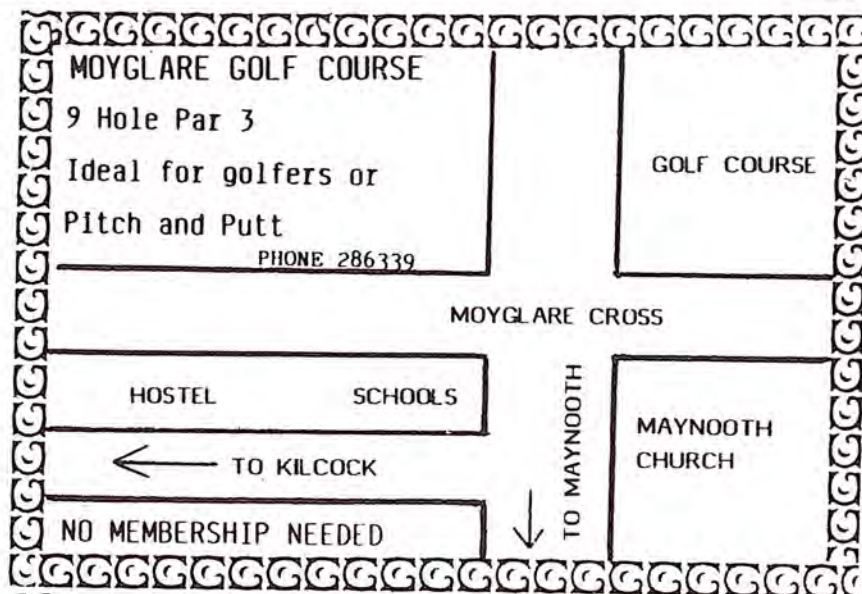 MOYGLARE GOLF COURSE
9 Hole Par 3
Ideal for golfers or
Pitch and Putt
PHONE 286339
GOLF COURSE
MOYGLARE CROSS
HOSTEL SCHOOLS
TO KILCOCK
TO MAYNOOTH
MAYNOOTH
CHURCH
NO MEMBERSHIP NEEDED